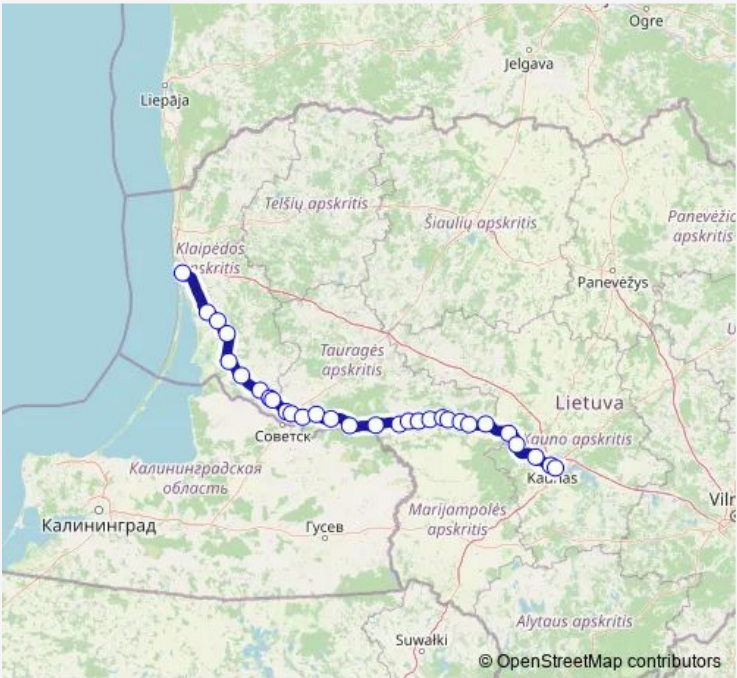 Ogre
Jelgava
Liepāja
Telšių apskritis
Šiaulių apskritis
Panevėžio
apskritis
Klaipėdos
apskritis
Panevėžys
Tauragės
apskritis
Lietuva
Советск
Kauno apskritis
Kaunas
Калининградская
область
Marijampolės
apskritis
Калининград
Гусев
Viln
Alytaus apskritis
Suwałki
© OpenStreetMap contributors